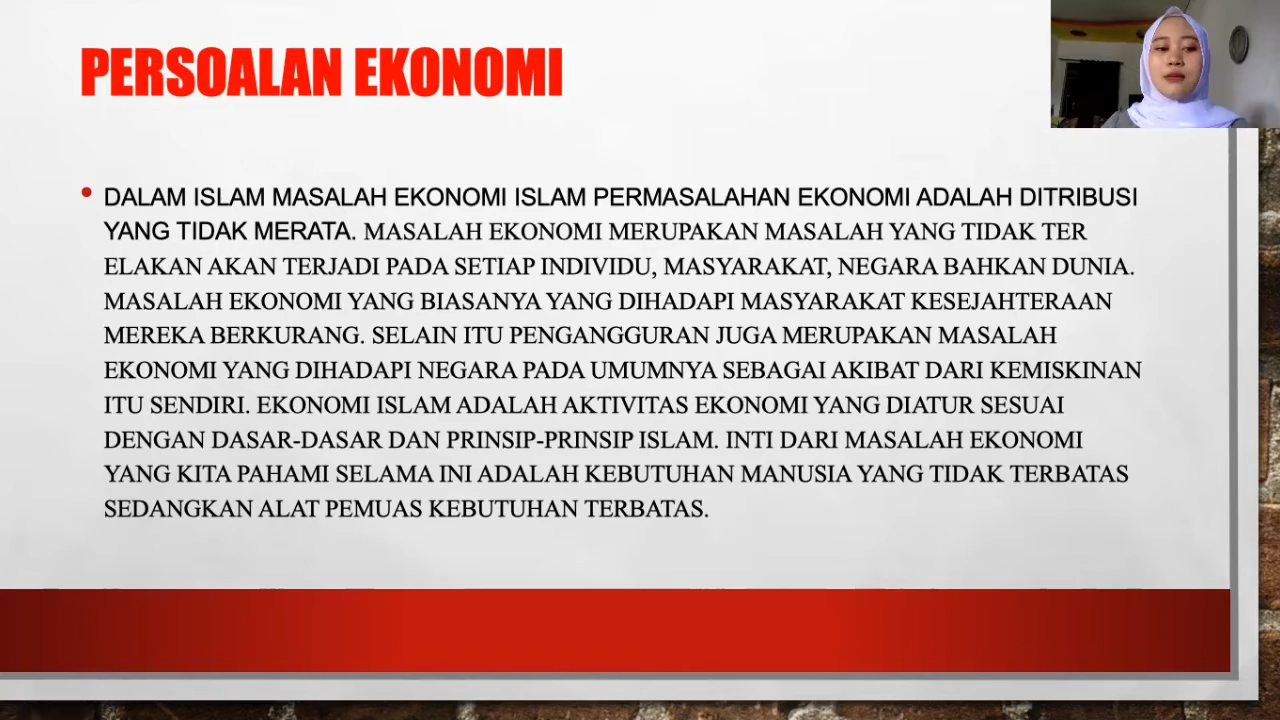 PERSOALAN EKONOMI
• DALAM ISLAM MASALAH EKONOMI ISLAM PERMASALAHAN EKONOMI ADALAH DITRIBUSI
YANG TIDAK MERATA. MASALAH EKONOMI MERUPAKAN MASALAH YANG TIDAK TER
ELAKAN AKAN TERJADI PADA SETIAP INDIVIDU, MASYARAKAT, NEGARA BAHKAN DUNIA.
MASALAH EKONOMI YANG BIASANYA YANG DIHADAPI MASYARAKAT KESEJAHTERAAN
MEREKA BERKURANG. SELAIN ITU PENGANGGURAN JUGA MERUPAKAN MASALAH
EKONOMI YANG DIHADAPI NEGARA PADA UMUMNYA SEBAGAI AKIBAT DARI KEMISKINAN
ITU SENDIRI. EKONOMI ISLAM ADALAH AKTIVITAS EKONOMI YANG DIATUR SESUAI
DENGAN DASAR-DASAR DAN PRINSIP-PRINSIP ISLAM. INTI DARI MASALAH EKONOMI
YANG KITA PAHAMI SELAMA INI ADALAH KEBUTUHAN MANUSIA YANG TIDAK TERBATAS
SEDANGKAN ALAT PEMUAS KEBUTUHAN TERBATAS.